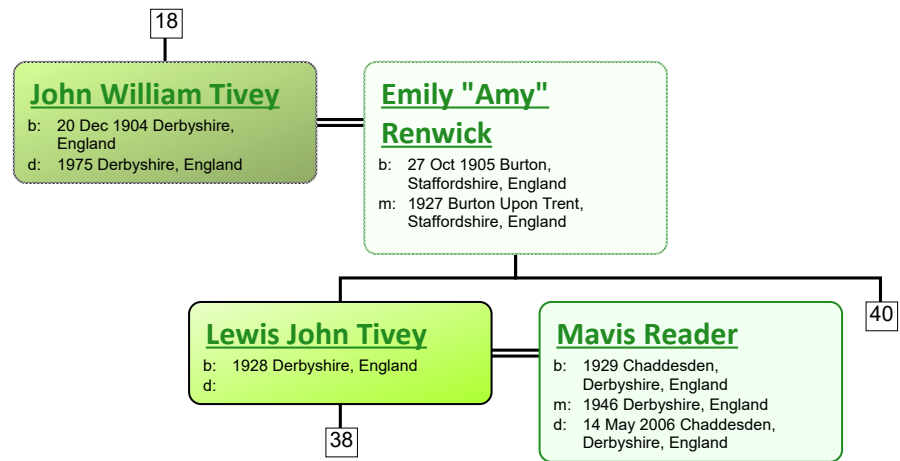 18
John William Tivey
b: 20 Dec 1904 Derbyshire,
England
d: 1975 Derbyshire, England
Emily "Amy"
Renwick
b: 27 Oct 1905 Burton,
Staffordshire, England
m: 1927 Burton Upon Trent,
Staffordshire, England
40
Lewis John Tivey
b: 1928 Derbyshire, England
d:
Mavis Reader
b: 1929 Chaddesden,
Derbyshire, England
m: 1946 Derbyshire, England
d: 14 May 2006 Chaddesden,
Derbyshire, England
38